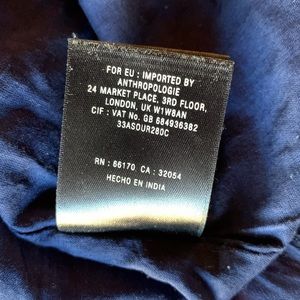 FOR EU : IMPORTED BY
ANTHROPOLOGIE
24 MARKET PLACE, 3RD FLOOR,
LONDON, UK W1W8AN
CIF : VAT No. GB 684936382
33ASOUR280C
RN : 66170 CA : 32054
HECHO EN INDIA